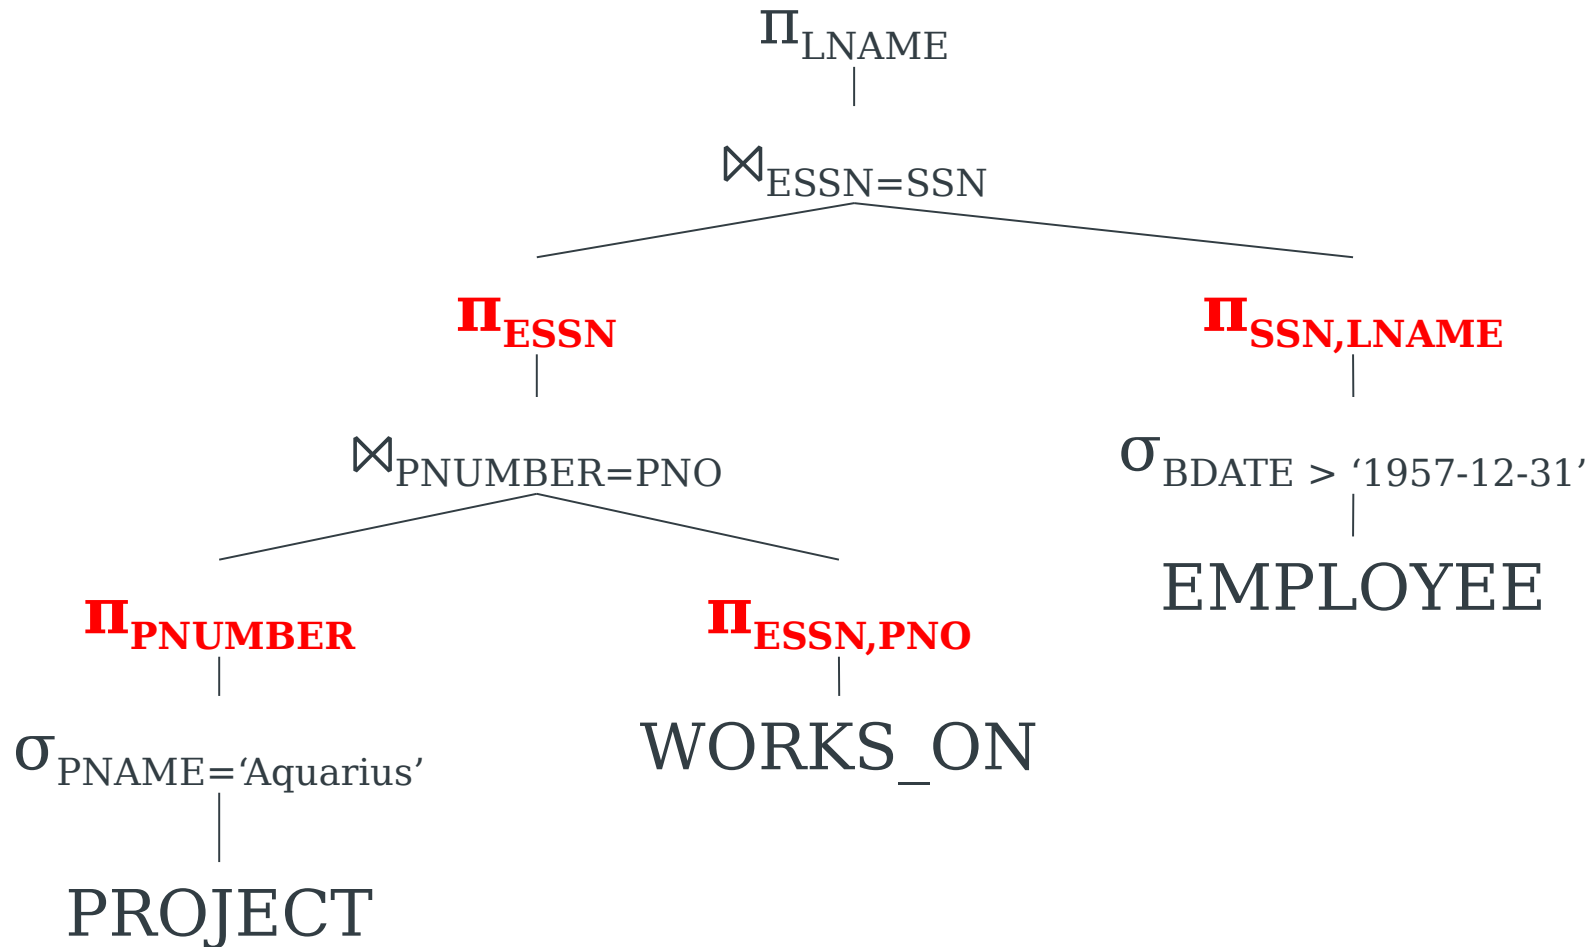 π LNAME
⋈ ESSN=SSN
π ESSN π SSN,LNAME
⋈ PNUMBER=PNO σ BDATE > ‘1957-12-31’
EMPLOYEE
π PNUMBER π ESSN,PNO
WORKS_ON
σ PNAME=‘Aquarius’
PROJECT